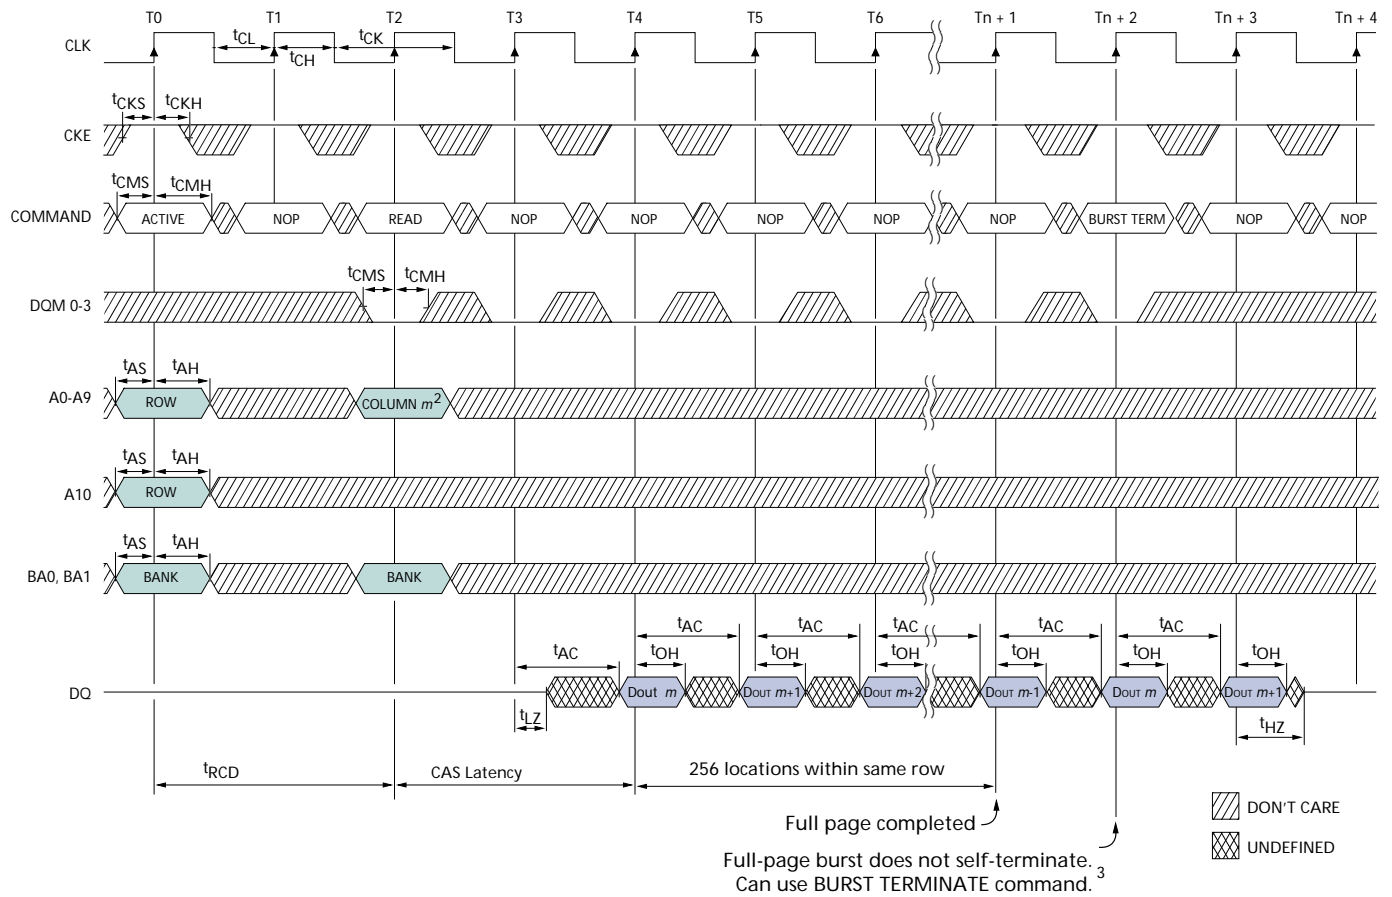 T0 T1 T2 T3 T4 T5 T6 Tn + 1 Tn + 2 Tn + 3 Tn + 4
CLK tCL tCH tCK
tCKS tCKH
CKE
tCMS tCMH
COMMAND ACTIVE NOP READ NOP NOP NOP NOP NOP BURST TERM NOP NOP
tCMS tCMH
DQM 0-3
tAS tAH
A0-A9 ROW COLUMN m2
tAS tAH
A10 ROW
tAS tAH
BA0, BA1 BANK BANK
tAC tAC tAC tAC tAC tAC
tOH tOH tOH tOH tOH tOH
DQ Dout m DOUT m+1 DOUT m+2 DOUT m-1 DOUT m DOUT m+1
tLZ tHZ
tRCD CAS Latency 256 locations within same row
Full page completed
Full-page burst does not self-terminate.
Can use BURST TERMINATE command. 3
DON'T CARE
UNDEFINED